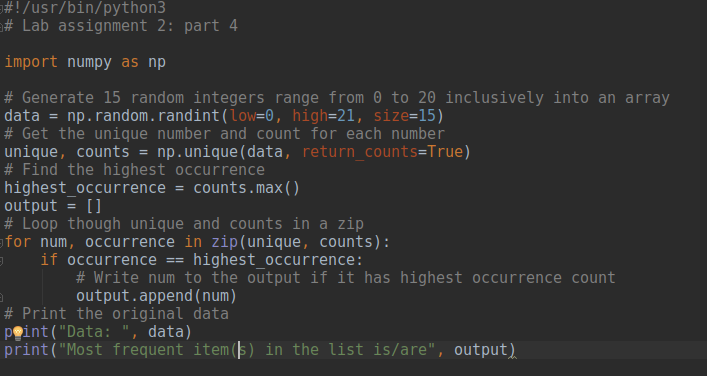 #!/usr/bin/python3
# Lab assignment 2: part 4
import numpy as np
# Generate 15 random integers range from 0 to 20 inclusively into an array
data = np.random.randint(low=0, high=21, size=15)
# Get the unique number and count for each number
unique, counts = np.unique(data, return_counts=True)
# Find the highest occurrence
highest_occurrence = counts.max()
output = []
# Loop though unique and counts in a zip
for num, occurrence in zip(unique, counts):
    if occurrence == highest_occurrence:
        # Write num to the output if it has highest occurrence count
        output.append(num)
# Print the original data
print("Data: ", data)
print("Most frequent item(s) in the list is/are", output)